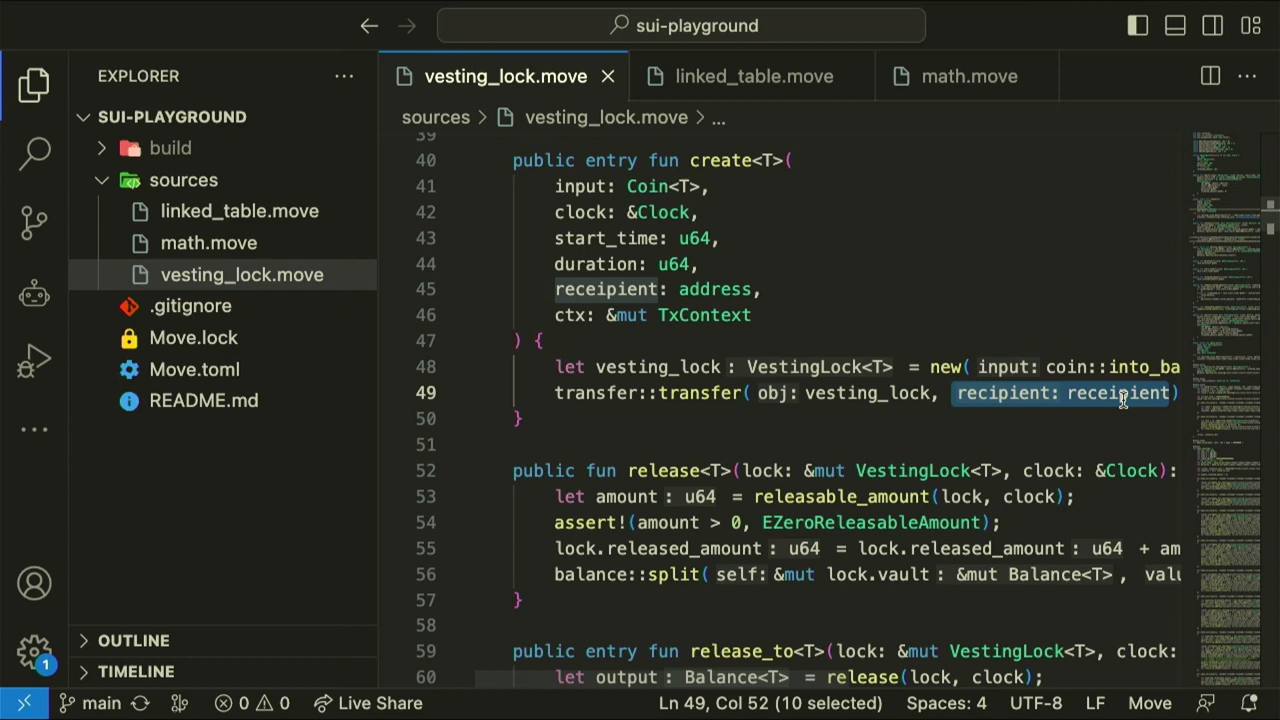 sui-playground
EXPLORER
SUI-PLAYGROUND
build
sources
linked_table.move
math.move
vesting_lock.move
.gitignore
Move.lock
Move.toml
README.md
OUTLINE
TIMELINE
vesting_lock.move
linked_table.move
math.move
sources > vesting_lock.move > ...
39
40 public entry fun create<T>(
41 input: Coin<T>,
42 clock: &Clock,
43 start_time: u64,
44 duration: u64,
45 receipient: address,
46 ctx: &mut TxContext
47 ) {
48 let vesting_lock: VestingLock<T> = new(input: coin::into_ba
49 transfer::transfer(obj: vesting_lock, recipient: receipient)
50 }
51
52 public fun release<T>(lock: &mut VestingLock<T>, clock: &Clock):
53 let amount: u64 = releasable_amount(lock, clock);
54 assert!(amount > 0, EZeroReleasableAmount);
55 lock.released_amount: u64 = lock.released_amount: u64 + am
56 balance::split(self: &mut lock.vault: &mut Balance<T>, valu
57 }
58
59 public entry fun release_to<T>(lock: &mut VestingLock<T>, clock:
60 let output: Balance<T> = release(lock, clock);
1
main
0 0
Live Share
Ln 49, Col 52 (10 selected)
Spaces: 4
UTF-8
LF
Move